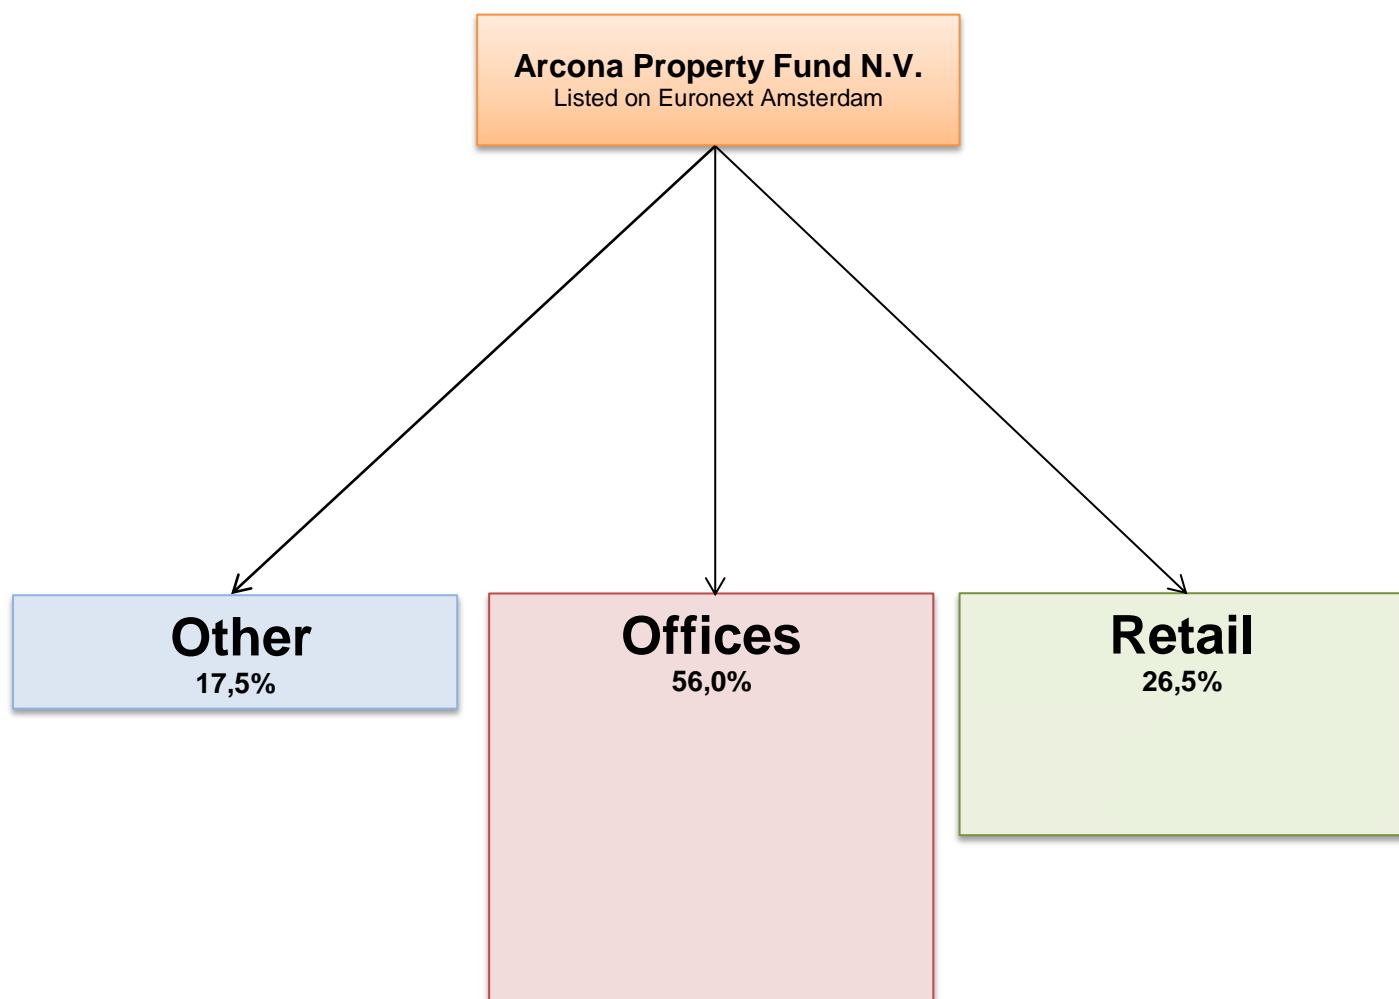 Arcona Property Fund N.V.
Listed on Euronext Amsterdam
Other
17,5%
Offices
56,0%
Retail
26,5%